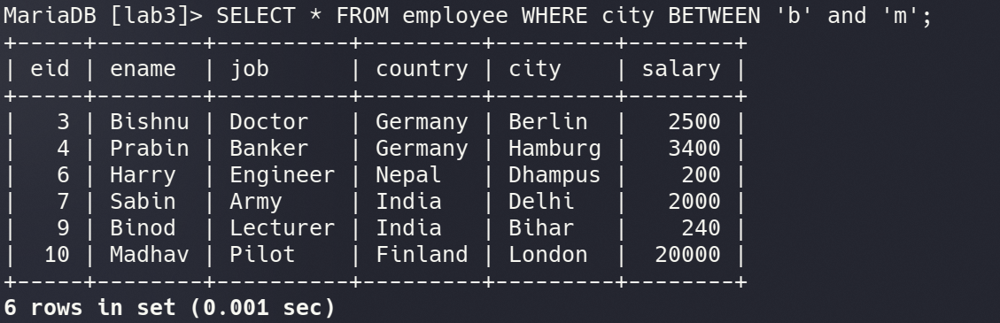 MariaDB [lab3]> SELECT * FROM employee WHERE city BETWEEN 'b' and 'm';
+-----+--------+----------+---------+---------+--------+
| eid | ename  | job      | country | city    | salary |
+-----+--------+----------+---------+---------+--------+
|   3 | Bishnu | Doctor   | Germany | Berlin  |   2500 |
|   4 | Prabin | Banker   | Germany | Hamburg |   3400 |
|   6 | Harry  | Engineer | Nepal   | Dhampus |    200 |
|   7 | Sabin  | Army     | India   | Delhi   |   2000 |
|   9 | Binod  | Lecturer | India   | Bihar   |    240 |
|  10 | Madhav | Pilot    | Finland | London  |  20000 |
+-----+--------+----------+---------+---------+--------+
6 rows in set (0.001 sec)